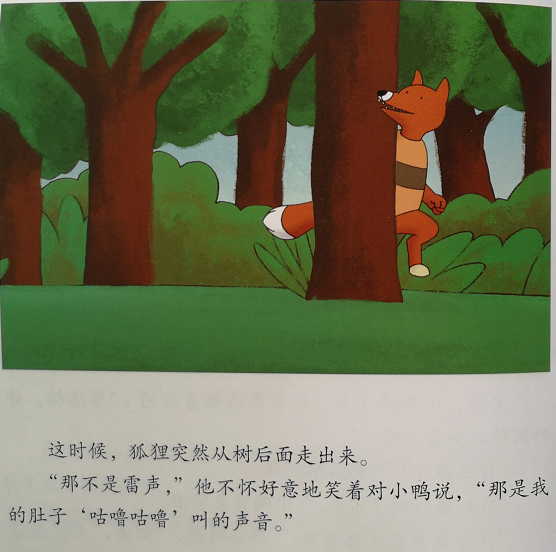 这时候，狐狸突然从树后面走出来。
“那不是雷声，”他不怀好意地笑着对小鸭说，“那是我
的肚子‘咕噜咕噜’叫的声音。”